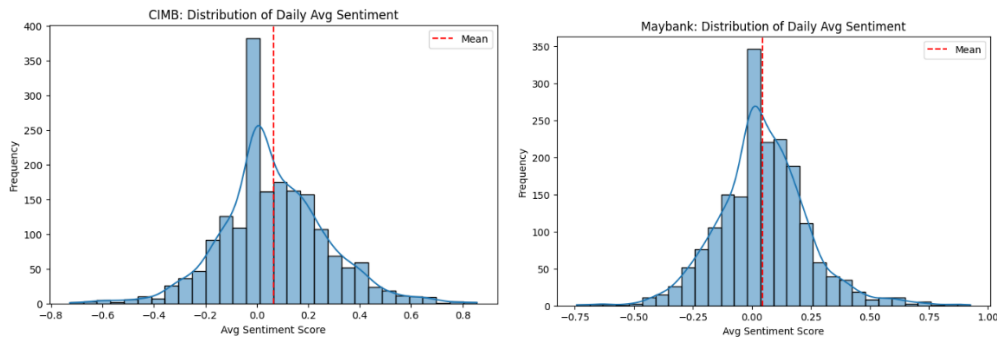 CIMB: Distribution of Daily Avg Sentiment
400
350
300
250
200
150
100
50
0
Frequency
Mean
−0.8 −0.6 −0.4 −0.2 0.0 0.2 0.4 0.6 0.8
Avg Sentiment Score
Maybank: Distribution of Daily Avg Sentiment
350
300
250
200
150
100
50
0
Frequency
Mean
−0.75 −0.50 −0.25 0.00 0.25 0.50 0.75 1.00
Avg Sentiment Score